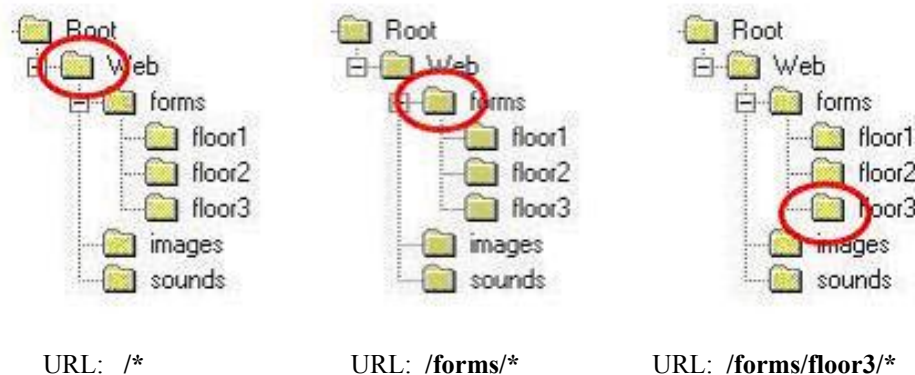 Root
Web
forms
floor1
floor2
floor3
images
sounds
URL: /*
Root
Web
forms
floor1
floor2
floor3
images
sounds
URL: /forms/*
Root
Web
forms
floor1
floor2
floor3
images
sounds
URL: /forms/floor3/*